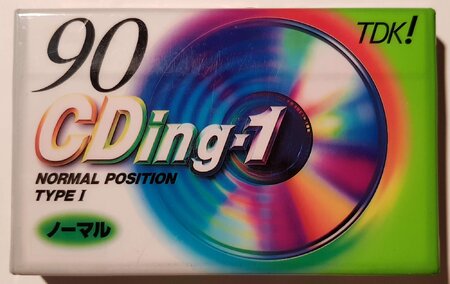 90
TDK!
CDing-1
NORMAL POSITION
TYPE I
ノーマル